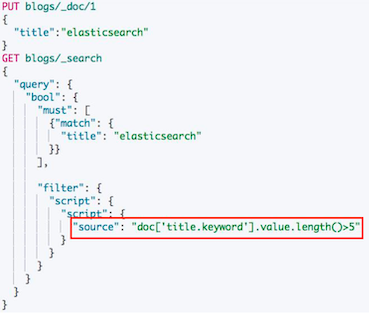 PUT blogs/_doc/1
{
  "title":"elasticsearch"
}
GET blogs/_search
{
  "query": {
    "bool": {
      "must": [
        {"match": {
          "title": "elasticsearch"
        }}
      ],
      "filter": {
        "script": {
          "script": {
            "source": "doc['title.keyword'].value.length()>5"
          }
        }
      }
    }
  }
}